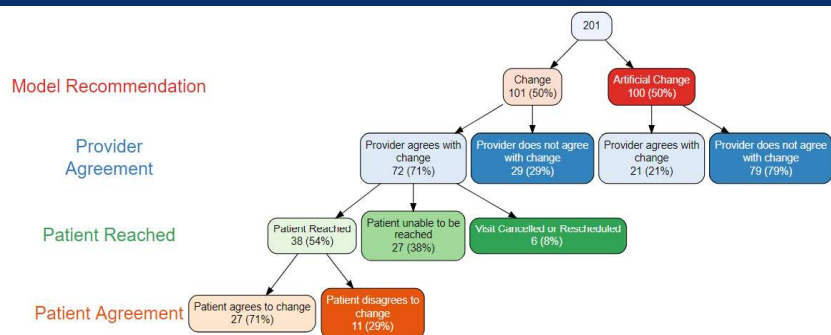 201
Model Recommendation
Change
101 (50%)
Artificial Change
100 (50%)
Provider
Agreement
Provider agrees with
change
72 (71%)
Provider does not agree
with change
29 (29%)
Provider agrees with
change
21 (21%)
Provider does not agree
with change
79 (79%)
Patient Reached
Patient Reached
38 (54%)
Patient unable to be
reached
27 (38%)
Visit Cancelled or Rescheduled
6 (8%)
Patient Agreement
Patient agrees to change
27 (71%)
Patient disagrees to
change
11 (29%)